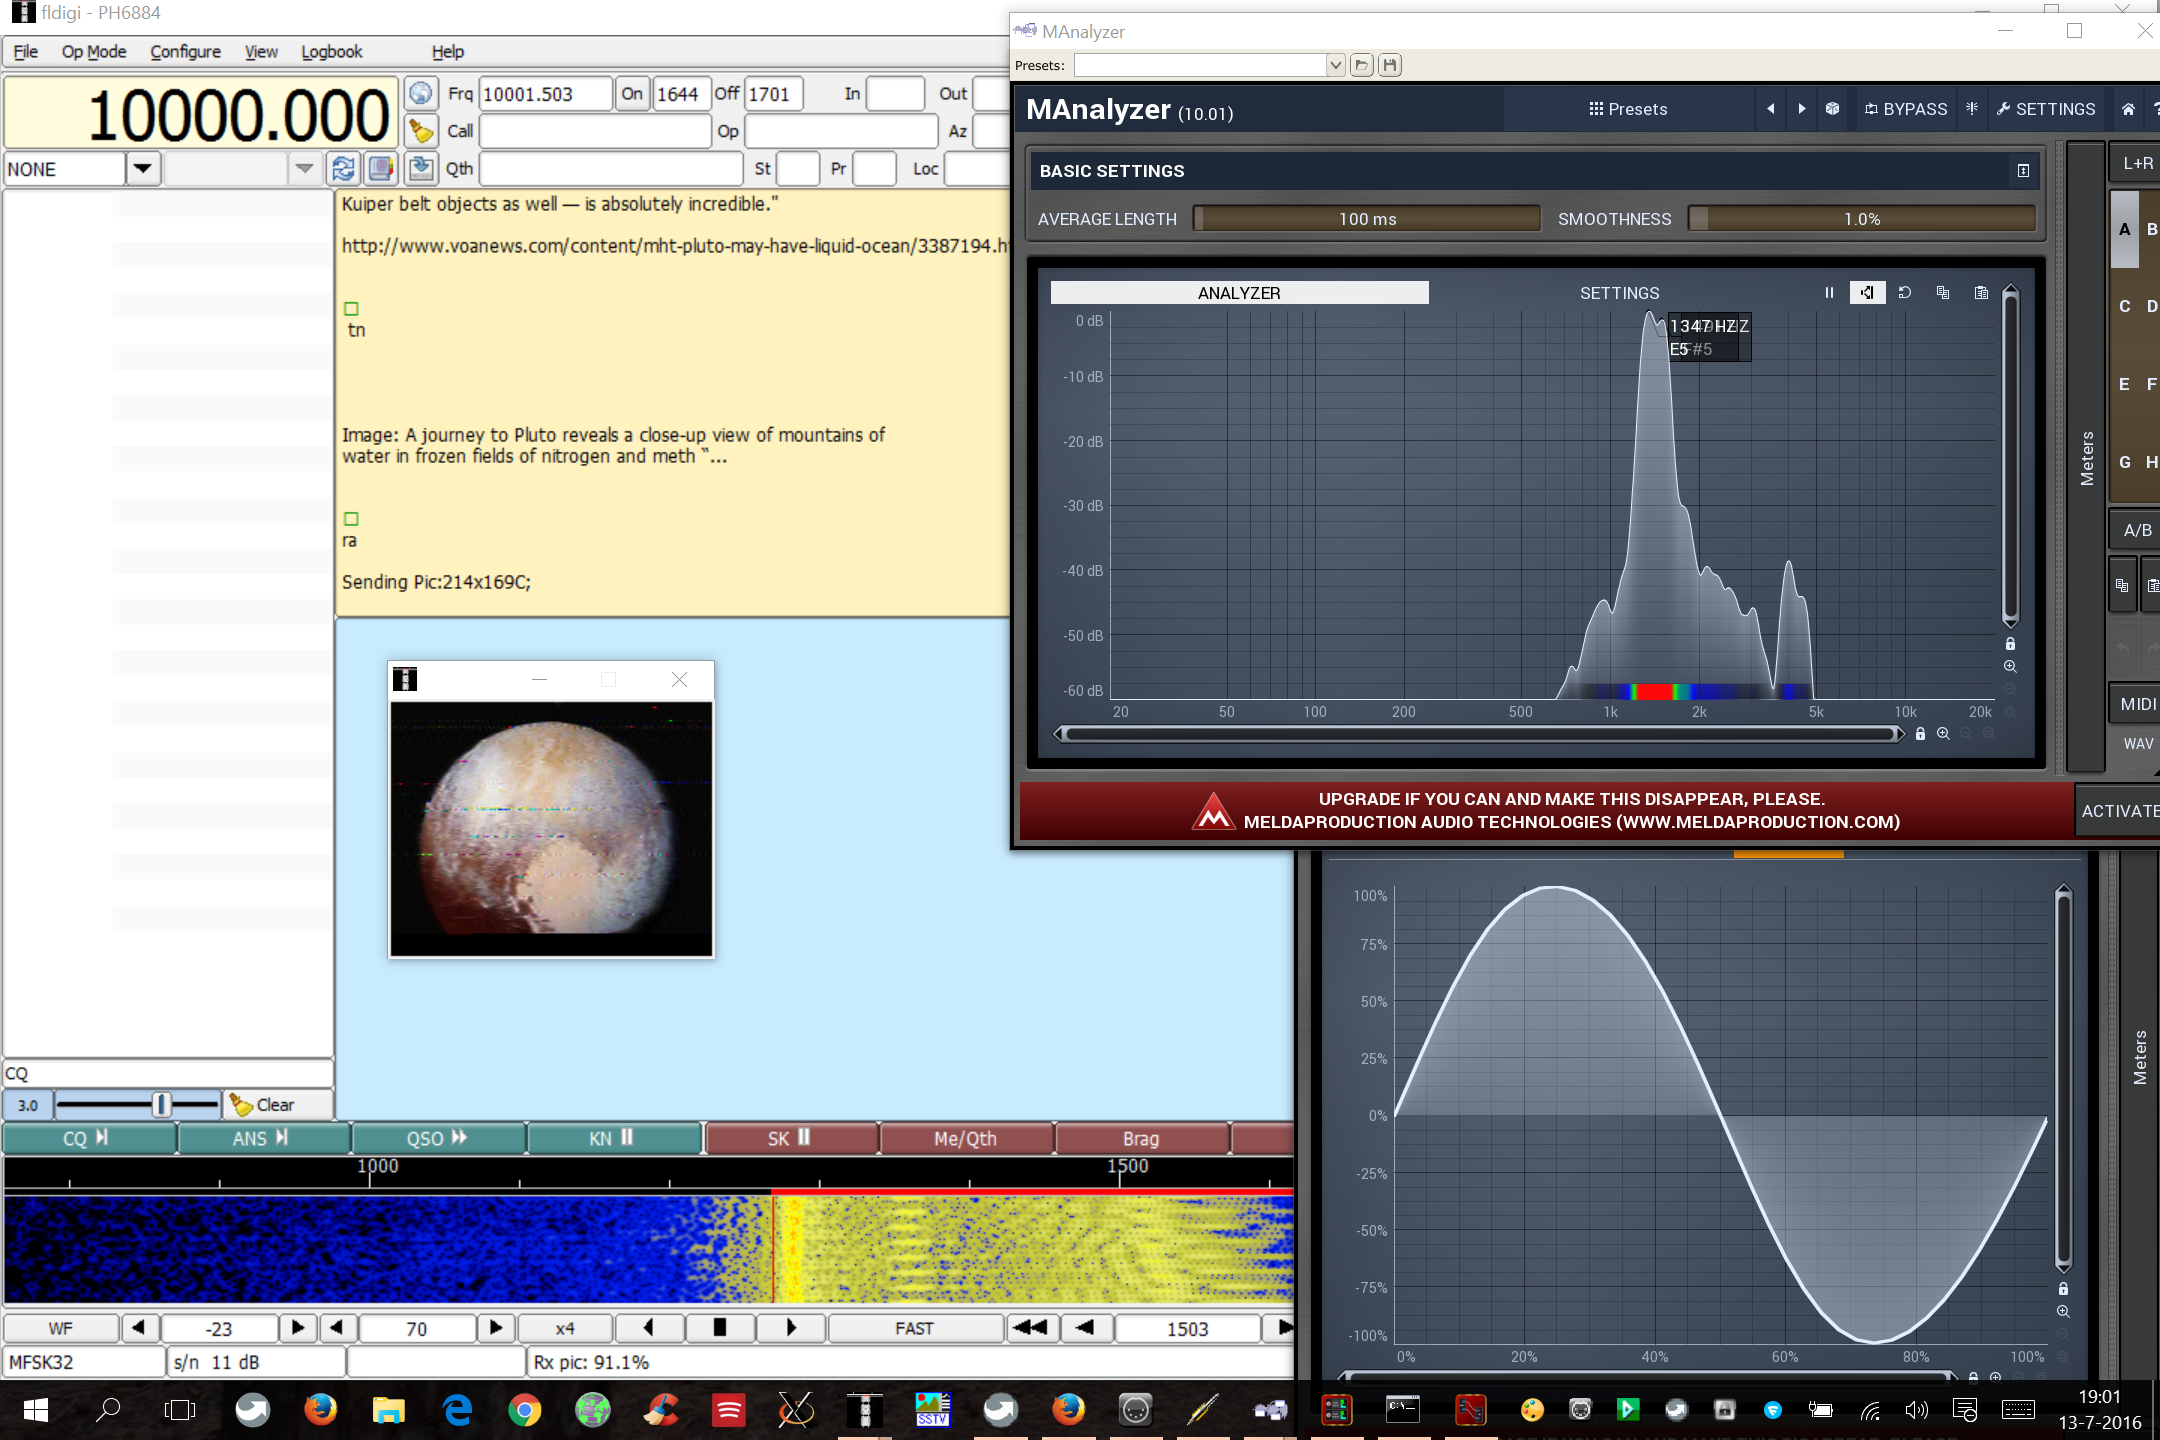 fldigi - PH6884
File Op Mode Configure View Logbook Help
10000.000
Frq 10001.503 On 1644 Off 1701 In Out
Call Op Az
NONE
Qth St Pr Loc
Kuiper belt objects as well — is absolutely incredible."
http://www.voanews.com/content/mht-pluto-may-have-liquid-ocean/3387194.h
tn
Image: A journey to Pluto reveals a close-up view of mountains of
water in frozen fields of nitrogen and meth “...
ra
Sending Pic:214x169C;
CQ
3.0 Clear
CQ ANS QSO KN SK Me/Qth Brag
1000 1500
WF -23 70 x4 FAST 1503
MFSK32 s/n 11 dB Rx pic: 91.1%
MAnalyzer
Presets:
MAnalyzer (10.01) Presets BYPASS SETTINGS ?
BASIC SETTINGS
AVERAGE LENGTH 100 ms SMOOTHNESS 1.0%
ANALYZER SETTINGS
1347 HZ
E5 F#5
0 dB
-10 dB
-20 dB
-30 dB
-40 dB
-50 dB
-60 dB
20 50 100 200 500 1k 2k 5k 10k 20k
Meters
L+R
A B
C D
E F
G H
A/B
MIDI
WAV
UPGRADE IF YOU CAN AND MAKE THIS DISAPPEAR, PLEASE.
MELDAPRODUCTION AUDIO TECHNOLOGIES (WWW.MELDAPRODUCTION.COM)
ACTIVATE
100%
75%
50%
25%
0%
-25%
-50%
-75%
-100%
0% 20% 40% 60% 80% 100%
Meters
SSTV
19:01
13-7-2016